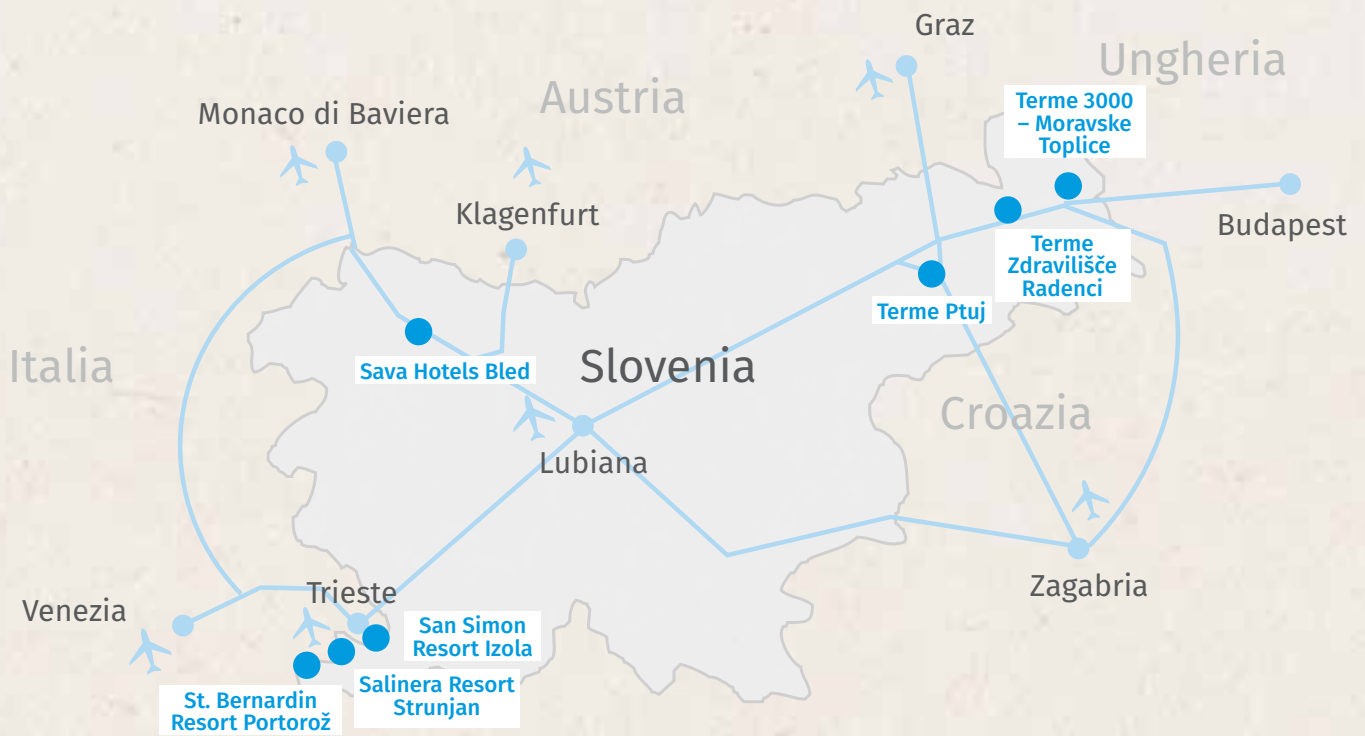 Graz
Ungheria
Austria
Monaco di Baviera
Terme 3000
– Moravske
Toplice
Klagenfurt
Budapest
Terme
Zdravilišče
Radenci
Terme Ptuj
Italia
Sava Hotels Bled
Slovenia
Croazia
Lubiana
Zagabria
Trieste
Venezia
San Simon
Resort Izola
Salinera Resort
Strunjan
St. Bernardin
Resort Portorož